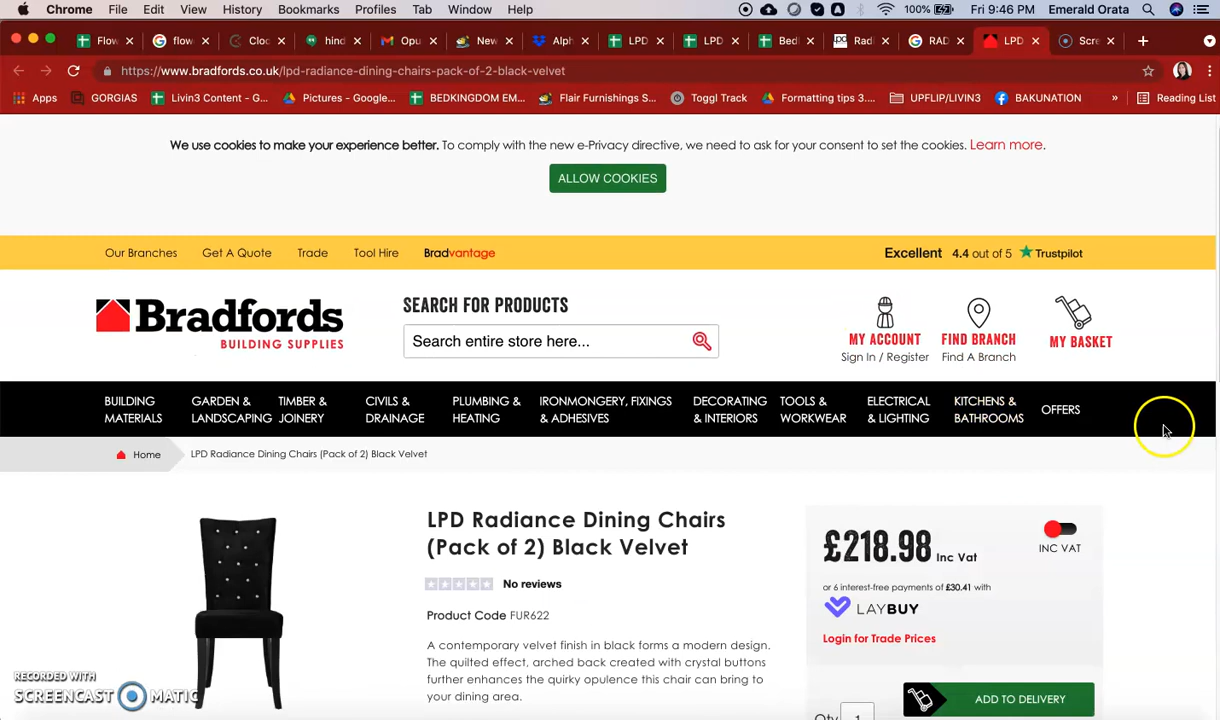 Chrome File Edit View History Bookmarks Profiles Tab Window Help 100% Fri 9:46 PM Emerald Orata
Flow flow Cloc hind Opu New Alph LPD LPD Bedl Radi RAD LPD Scre
https://www.bradfords.co.uk/lpd-radiance-dining-chairs-pack-of-2-black-velvet
Apps GORGIAS Livin3 Content - G... Pictures - Google... BEDKINGDOM EM... Flair Furnishings S... Toggl Track Formatting tips 3.... UPFLIP/LIVIN3 BAKUNATION » Reading List
We use cookies to make your experience better. To comply with the new e-Privacy directive, we need to ask for your consent to set the cookies. Learn more.
ALLOW COOKIES
Our Branches Get A Quote Trade Tool Hire Bradvantage Excellent 4.4 out of 5 Trustpilot
Bradfords
BUILDING SUPPLIES
SEARCH FOR PRODUCTS
Search entire store here...
MY ACCOUNT
Sign In / Register
FIND BRANCH
Find A Branch
MY BASKET
BUILDING MATERIALS
GARDEN & LANDSCAPING
TIMBER & JOINERY
CIVILS & DRAINAGE
PLUMBING & HEATING
IRONMONGERY, FIXINGS & ADHESIVES
DECORATING & INTERIORS
TOOLS & WORKWEAR
ELECTRICAL & LIGHTING
KITCHENS & BATHROOMS
OFFERS
Home LPD Radiance Dining Chairs (Pack of 2) Black Velvet
LPD Radiance Dining Chairs
(Pack of 2) Black Velvet
No reviews
Product Code FUR622
A contemporary velvet finish in black forms a modern design.
The quilted effect, arched back created with crystal buttons
further enhances the quirky opulence this chair can bring to
your dining area.
£218.98 Inc Vat
INC VAT
or 6 interest-free payments of £30.41 with
LAYBUY
Login for Trade Prices
Qty 1
ADD TO DELIVERY
RECORDED WITH
SCREENCAST MATIC